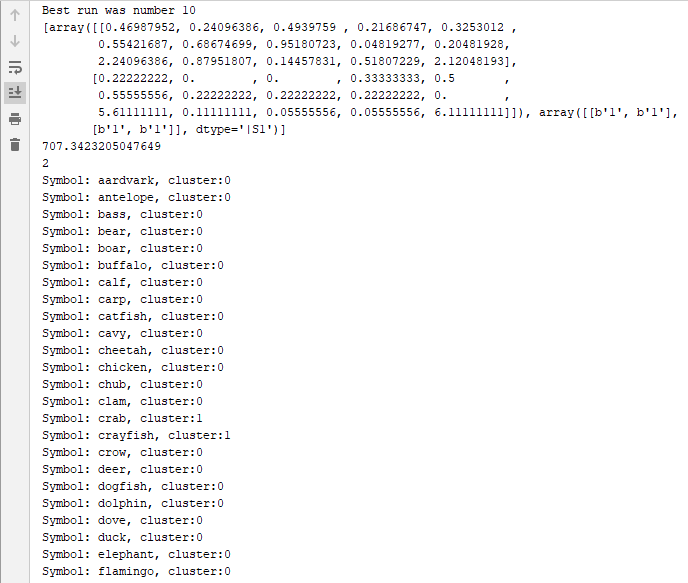 Best run was number 10
[array([[0.46987952, 0.24096386, 0.4939759 , 0.21686747, 0.3253012 ,
        0.55421687, 0.68674699, 0.95180723, 0.04819277, 0.20481928,
        2.24096386, 0.87951807, 0.14457831, 0.51807229, 2.12048193],
       [0.22222222, 0.        , 0.        , 0.33333333, 0.5       ,
        0.55555556, 0.22222222, 0.22222222, 0.22222222, 0.        ,
        5.61111111, 0.11111111, 0.05555556, 0.05555556, 6.11111111]]), array([[b'1', b'1'],
       [b'1', b'1']], dtype='|S1')]
707.3423205047649
2
Symbol: aardvark, cluster:0
Symbol: antelope, cluster:0
Symbol: bass, cluster:0
Symbol: bear, cluster:0
Symbol: boar, cluster:0
Symbol: buffalo, cluster:0
Symbol: calf, cluster:0
Symbol: carp, cluster:0
Symbol: catfish, cluster:0
Symbol: cavy, cluster:0
Symbol: cheetah, cluster:0
Symbol: chicken, cluster:0
Symbol: chub, cluster:0
Symbol: clam, cluster:0
Symbol: crab, cluster:1
Symbol: crayfish, cluster:1
Symbol: crow, cluster:0
Symbol: deer, cluster:0
Symbol: dogfish, cluster:0
Symbol: dolphin, cluster:0
Symbol: dove, cluster:0
Symbol: duck, cluster:0
Symbol: elephant, cluster:0
Symbol: flamingo, cluster:0